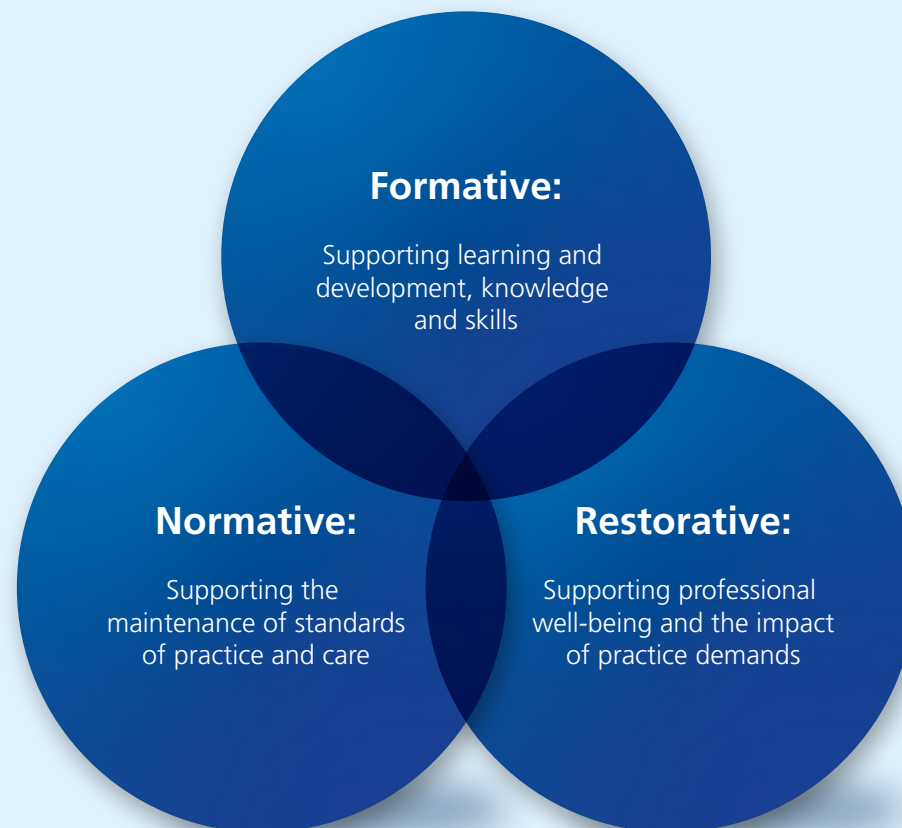 Formative:
Supporting learning and
development, knowledge
and skills
Normative:
Supporting the
maintenance of standards
of practice and care
Restorative:
Supporting professional
well-being and the impact
of practice demands